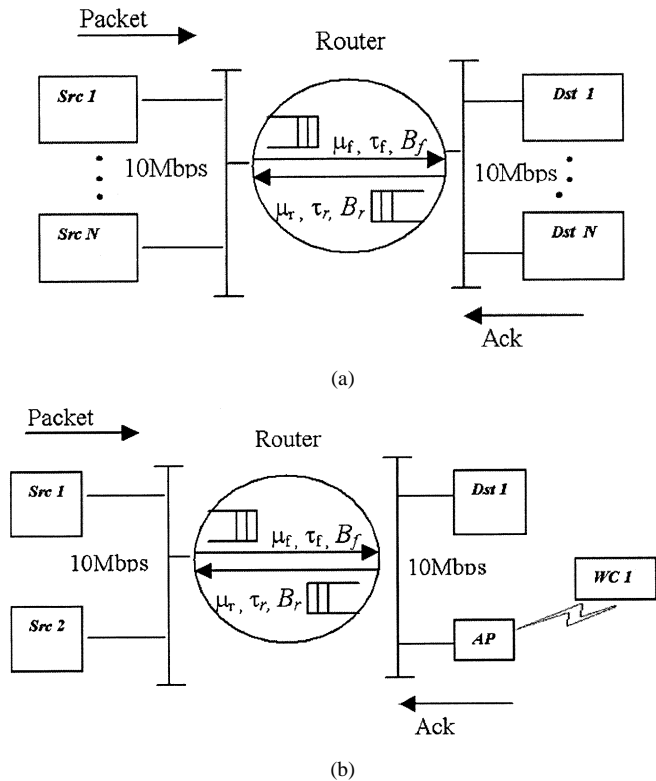 Packet
Router
Src 1
Dst 1
μf, τf, Bf
10Mbps
10Mbps
μr, τr, Br
Src N
Dst N
Ack
(a)
Packet
Router
Src 1
Dst 1
μf, τf, Bf
10Mbps
10Mbps
WC 1
μr, τr, Br
Src 2
AP
Ack
(b)